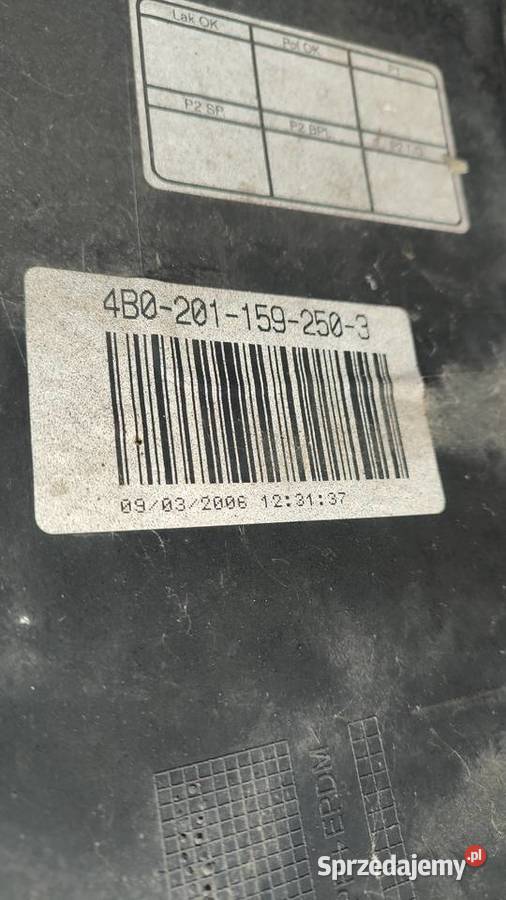 Lak OK
Pol OK
P1
P2 SP.
P2 BPL
4B0-201-159-250-3
09/03/2006 12:31:37
Sprzedajemy.pl